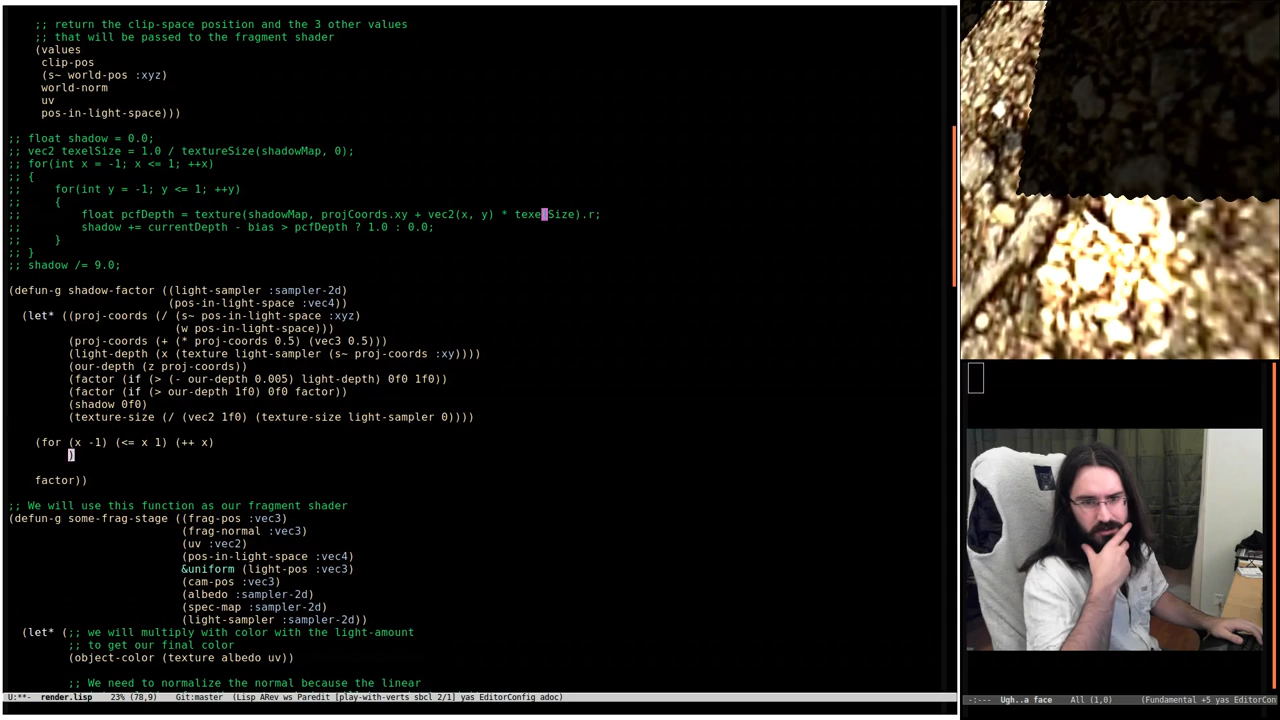 ;; return the clip-space position and the 3 other values
;; that will be passed to the fragment shader
(values
clip-pos
(s~ world-pos :xyz)
world-norm
uv
pos-in-light-space)))
;; float shadow = 0.0;
;; vec2 texelSize = 1.0 / textureSize(shadowMap, 0);
;; for(int x = -1; x <= 1; ++x)
;; {
;;     for(int y = -1; y <= 1; ++y)
;;     {
;;         float pcfDepth = texture(shadowMap, projCoords.xy + vec2(x, y) * texelSize).r;
;;         shadow += currentDepth - bias > pcfDepth ? 1.0 : 0.0;
;;     }
;; }
;; shadow /= 9.0;
(defun-g shadow-factor ((light-sampler :sampler-2d)
(pos-in-light-space :vec4))
(let* ((proj-coords (/ (s~ pos-in-light-space :xyz)
(w pos-in-light-space)))
(proj-coords (+ (* proj-coords 0.5) (vec3 0.5)))
(light-depth (x (texture light-sampler (s~ proj-coords :xy))))
(our-depth (z proj-coords))
(factor (if (> (- our-depth 0.005) light-depth) 0f0 1f0))
(factor (if (> our-depth 1f0) 0f0 factor))
(shadow 0f0)
(texture-size (/ (vec2 1f0) (texture-size light-sampler 0))))
(for (x -1) (<= x 1) (++ x)
)
factor))
;; We will use this function as our fragment shader
(defun-g some-frag-stage ((frag-pos :vec3)
(frag-normal :vec3)
(uv :vec2)
(pos-in-light-space :vec4)
&uniform (light-pos :vec3)
(cam-pos :vec3)
(albedo :sampler-2d)
(spec-map :sampler-2d)
(light-sampler :sampler-2d))
(let* (;; we will multiply with color with the light-amount
;; to get our final color
(object-color (texture albedo uv))
;; We need to normalize the normal because the linear
U:**-  render.lisp    23% (78,9)    Git:master  (Lisp ARev ws Paredit [play-with-verts sbcl 2/1] yas EditorConfig adoc)
-:---  Ugh..a face    All (1,0)     (Fundamental +5 yas EditorCon